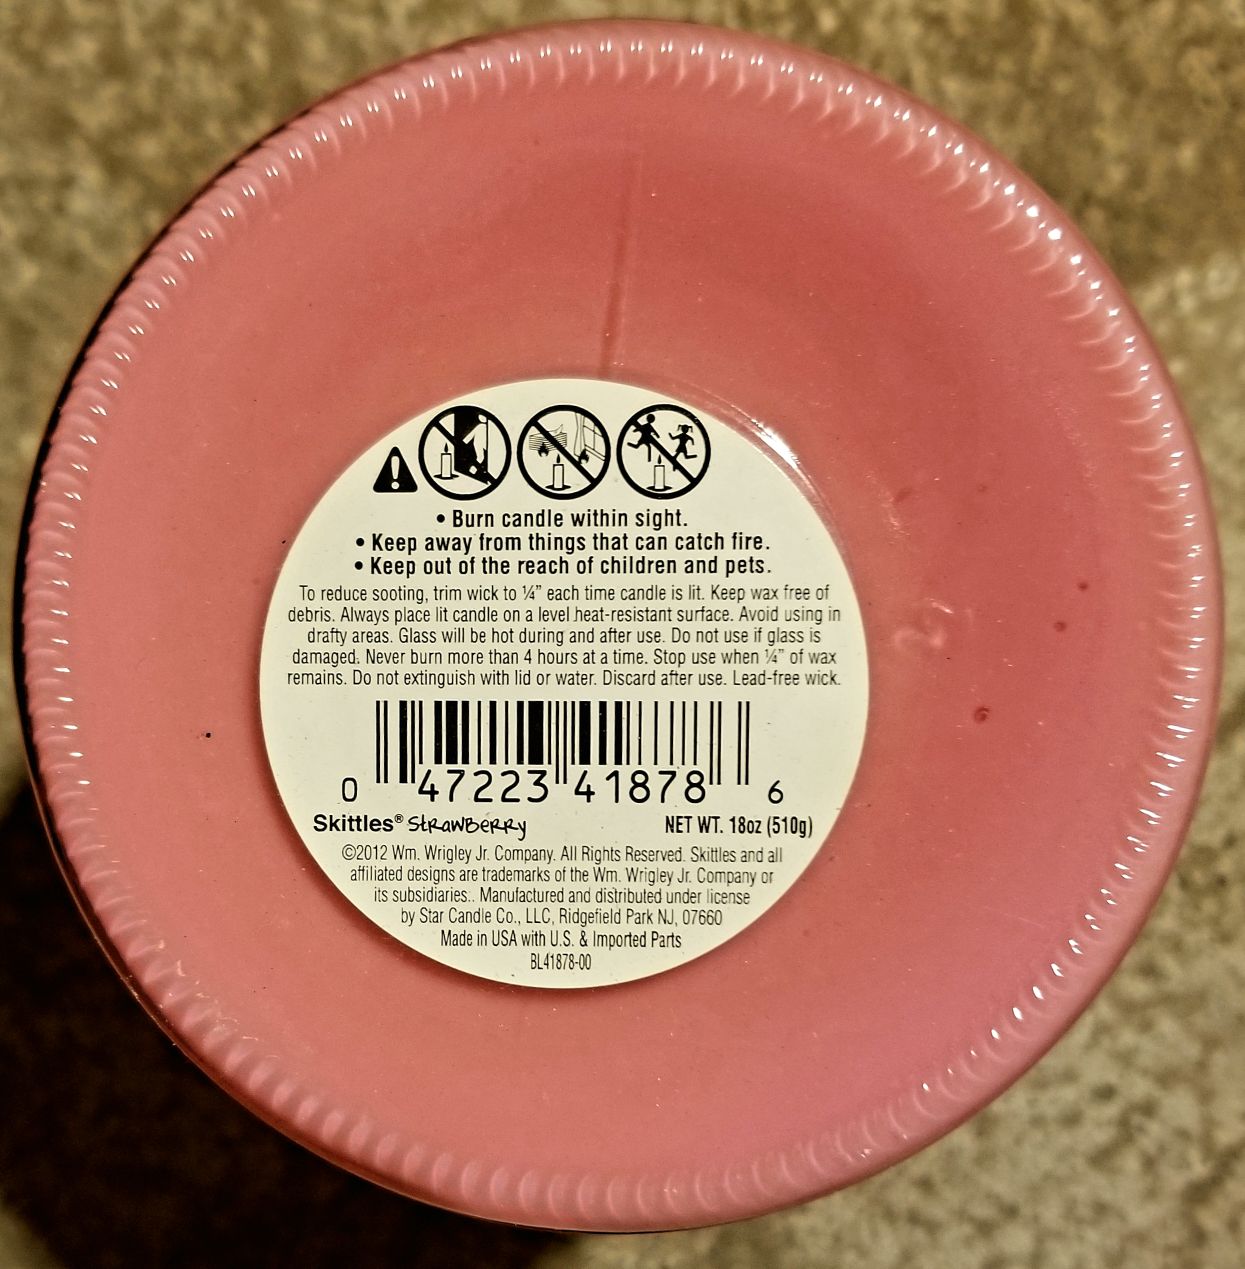 • Burn candle within sight.
• Keep away from things that can catch fire.
• Keep out of the reach of children and pets.
To reduce sooting, trim wick to ¼” each time candle is lit. Keep wax free of
debris. Always place lit candle on a level heat-resistant surface. Avoid using in
drafty areas. Glass will be hot during and after use. Do not use if glass is
damaged. Never burn more than 4 hours at a time. Stop use when ¼” of wax
remains. Do not extinguish with lid or water. Discard after use. Lead-free wick.
0 47223 41878 6
Skittles® Strawberry NET WT. 18oz (510g)
©2012 Wm. Wrigley Jr. Company. All Rights Reserved. Skittles and all
affiliated designs are trademarks of the Wm. Wrigley Jr. Company or
its subsidiaries.. Manufactured and distributed under license
by Star Candle Co., LLC, Ridgefield Park NJ, 07660
Made in USA with U.S. & Imported Parts
BL41878-00